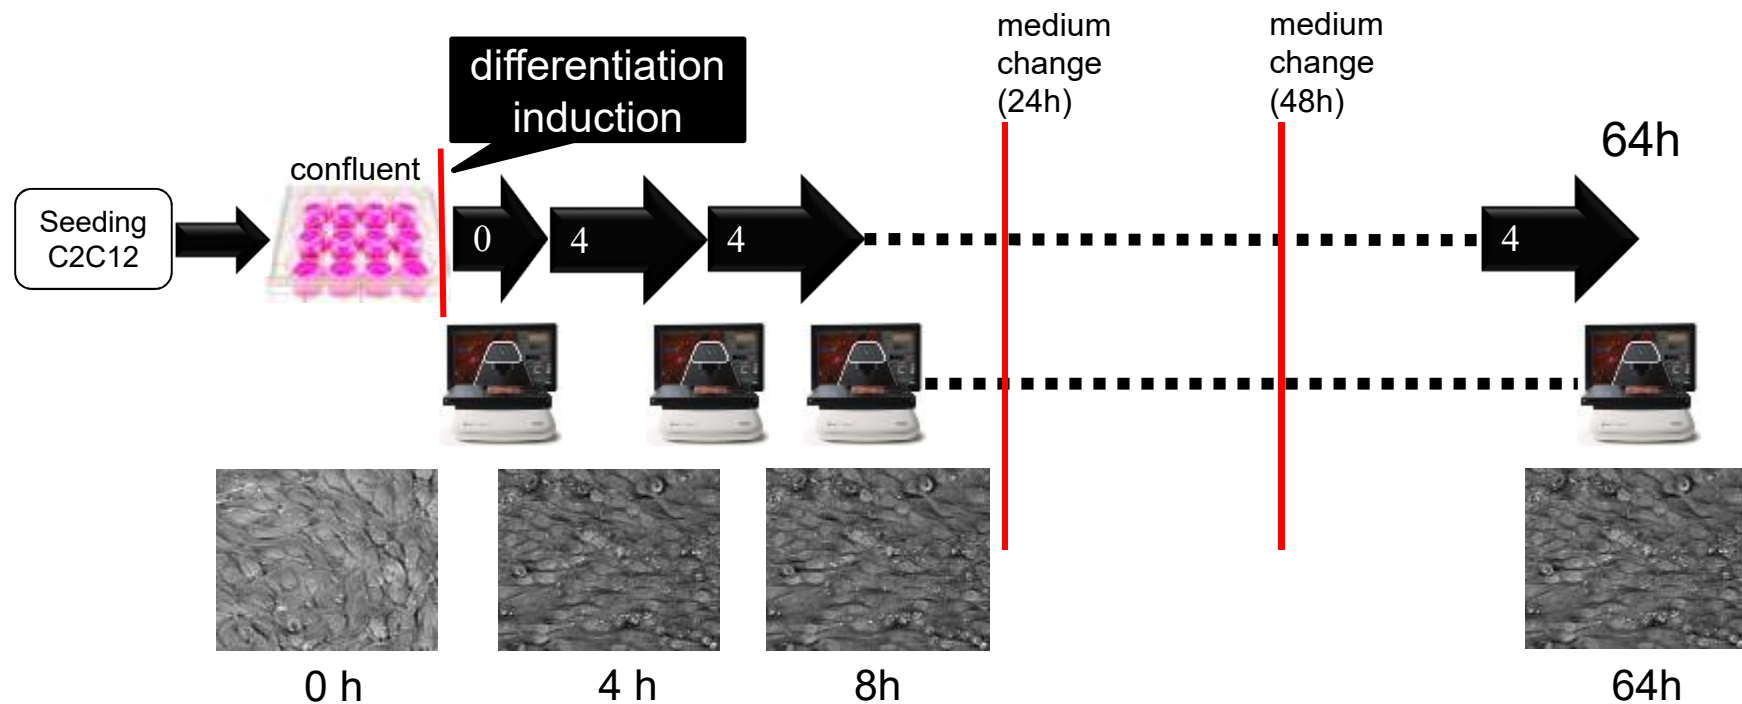 medium
change
(24h)
medium
change
(48h)
differentiation
induction
64h
confluent
Seeding
C2C12
0
4
4
4
0 h
4 h
8h
64h